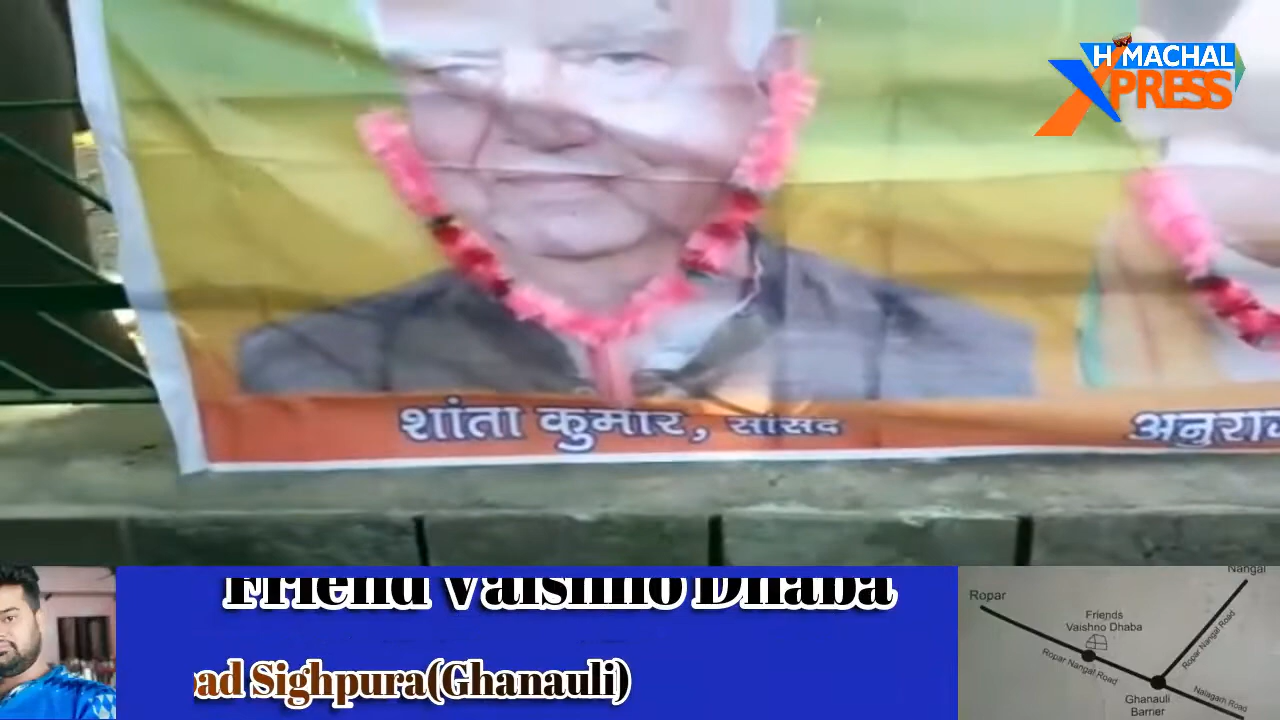 HIMACHAL
XPRESS
शांता कुमार, सांसद
Friend Vaishno Dhaba
ad Sighpura(Ghanauli)
Nangal
Ropar
Friends
Vaishno Dhaba
Ropar Nangal Road
Ropar Nangal Road
Ghanauli
Barrier
Nalagarh Road